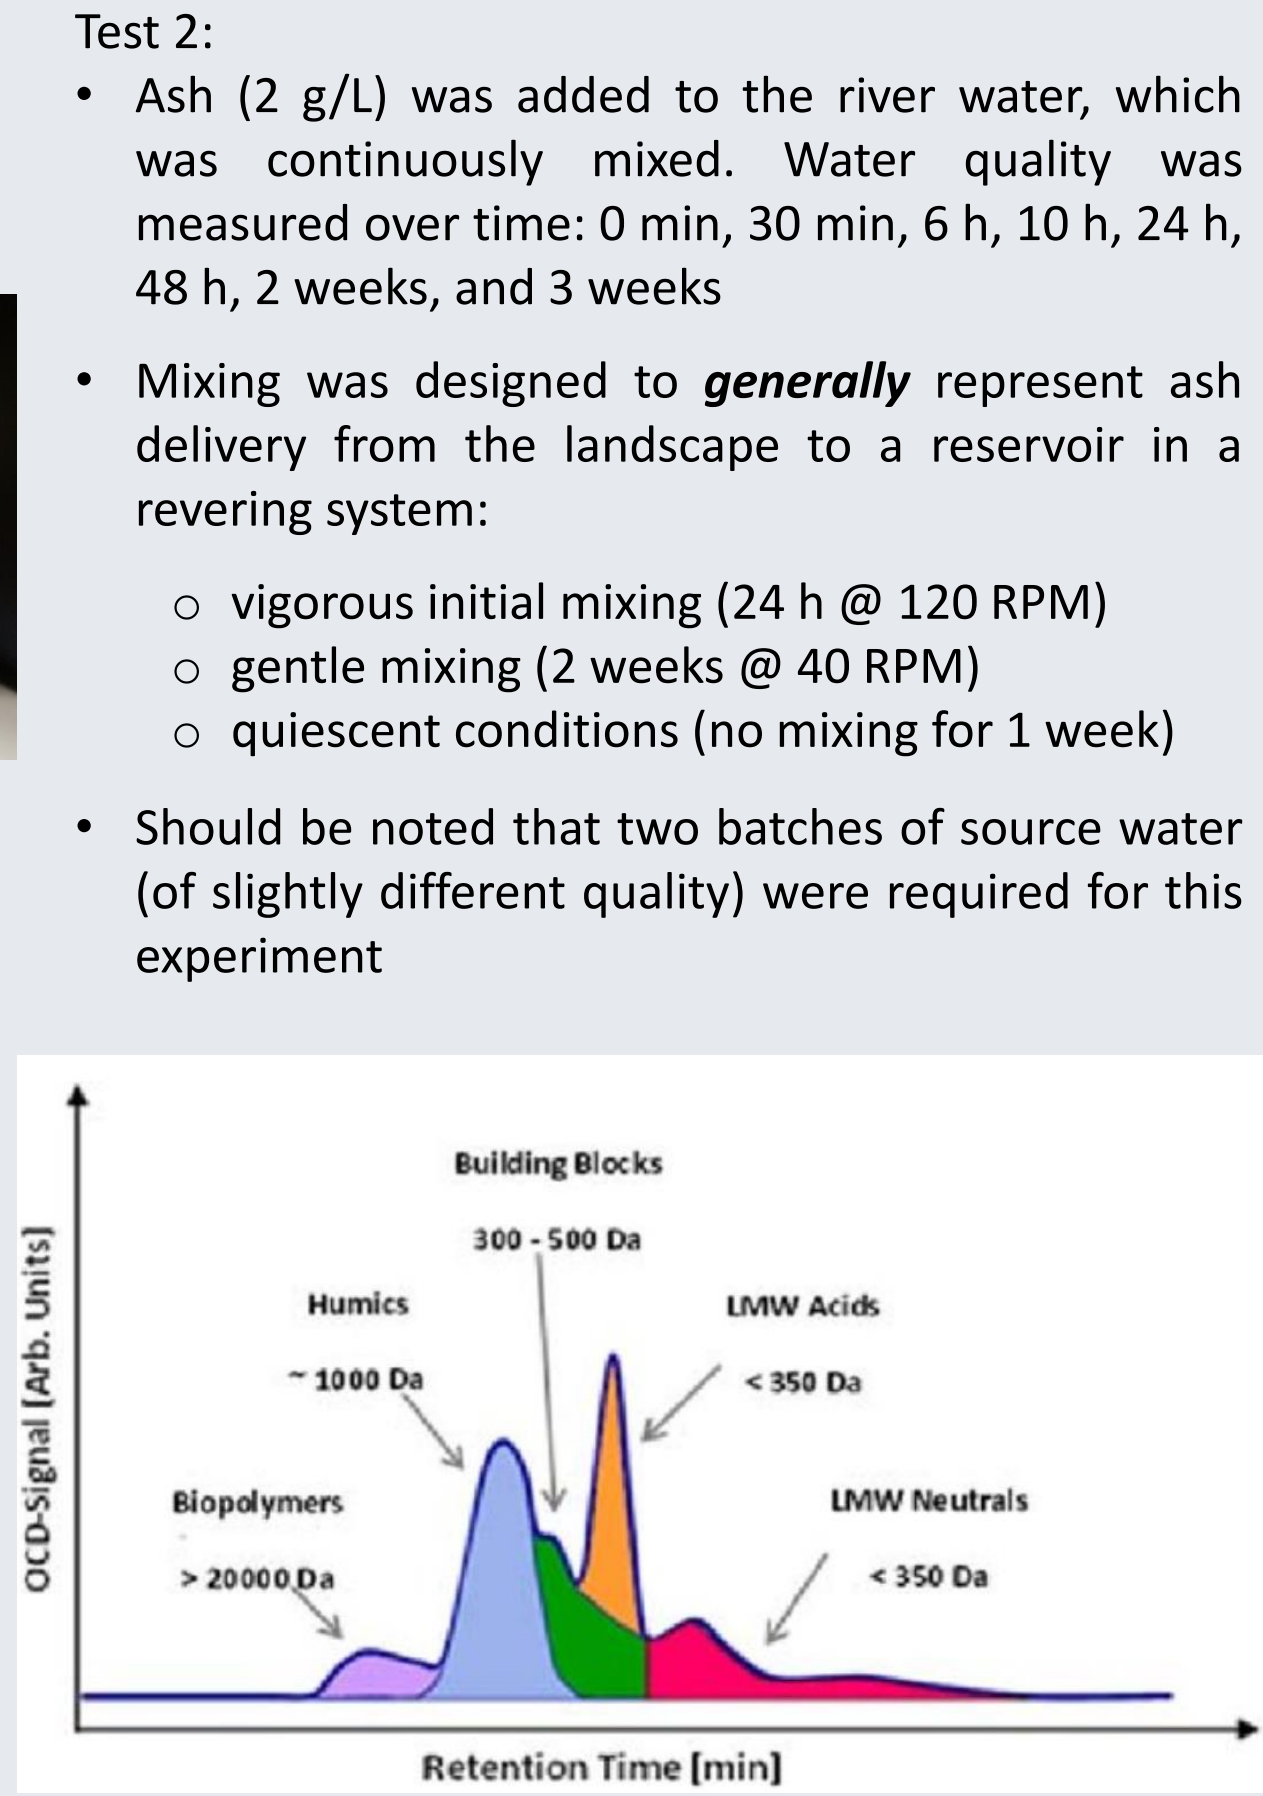 Test 2:
• Ash (2 g/L) was added to the river water, which
was continuously mixed. Water quality was
measured over time: 0 min, 30 min, 6 h, 10 h, 24 h,
48 h, 2 weeks, and 3 weeks
• Mixing was designed to generally represent ash
delivery from the landscape to a reservoir in a
revering system:
o vigorous initial mixing (24 h @ 120 RPM)
o gentle mixing (2 weeks @ 40 RPM)
o quiescent conditions (no mixing for 1 week)
• Should be noted that two batches of source water
(of slightly different quality) were required for this
experiment
Building Blocks
300 - 500 Da
Humics
~ 1000 Da
LMW Acids
< 350 Da
Biopolymers
> 20000 Da
LMW Neutrals
< 350 Da
OCD-Signal [Arb. Units]
Retention Time [min]